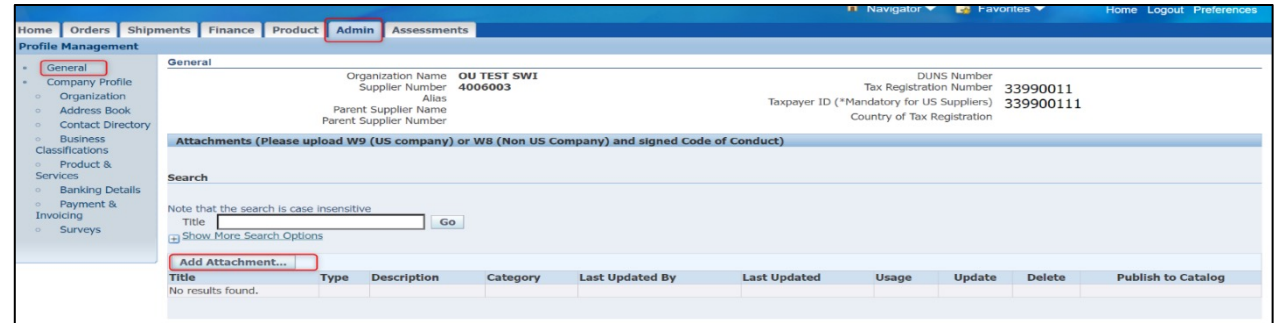 Navigator Favorites Home Logout Preferences
Home Orders Shipments Finance Product Admin Assessments
Profile Management
General
Company Profile
Organization
Address Book
Contact Directory
Business
Classifications
Product &
Services
Banking Details
Payment &
Invoicing
Surveys
General
Organization Name OU TEST SWI
Supplier Number 4006003
Alias
Parent Supplier Name
Parent Supplier Number
DUNS Number
Tax Registration Number 33990011
Taxpayer ID (*Mandatory for US Suppliers) 339900111
Country of Tax Registration
Attachments (Please upload W9 (US company) or W8 (Non US Company) and signed Code of Conduct)
Search
Note that the search is case insensitive
Title Go
Show More Search Options
Add Attachment...
Title Type Description Category Last Updated By Last Updated Usage Update Delete Publish to Catalog
No results found.